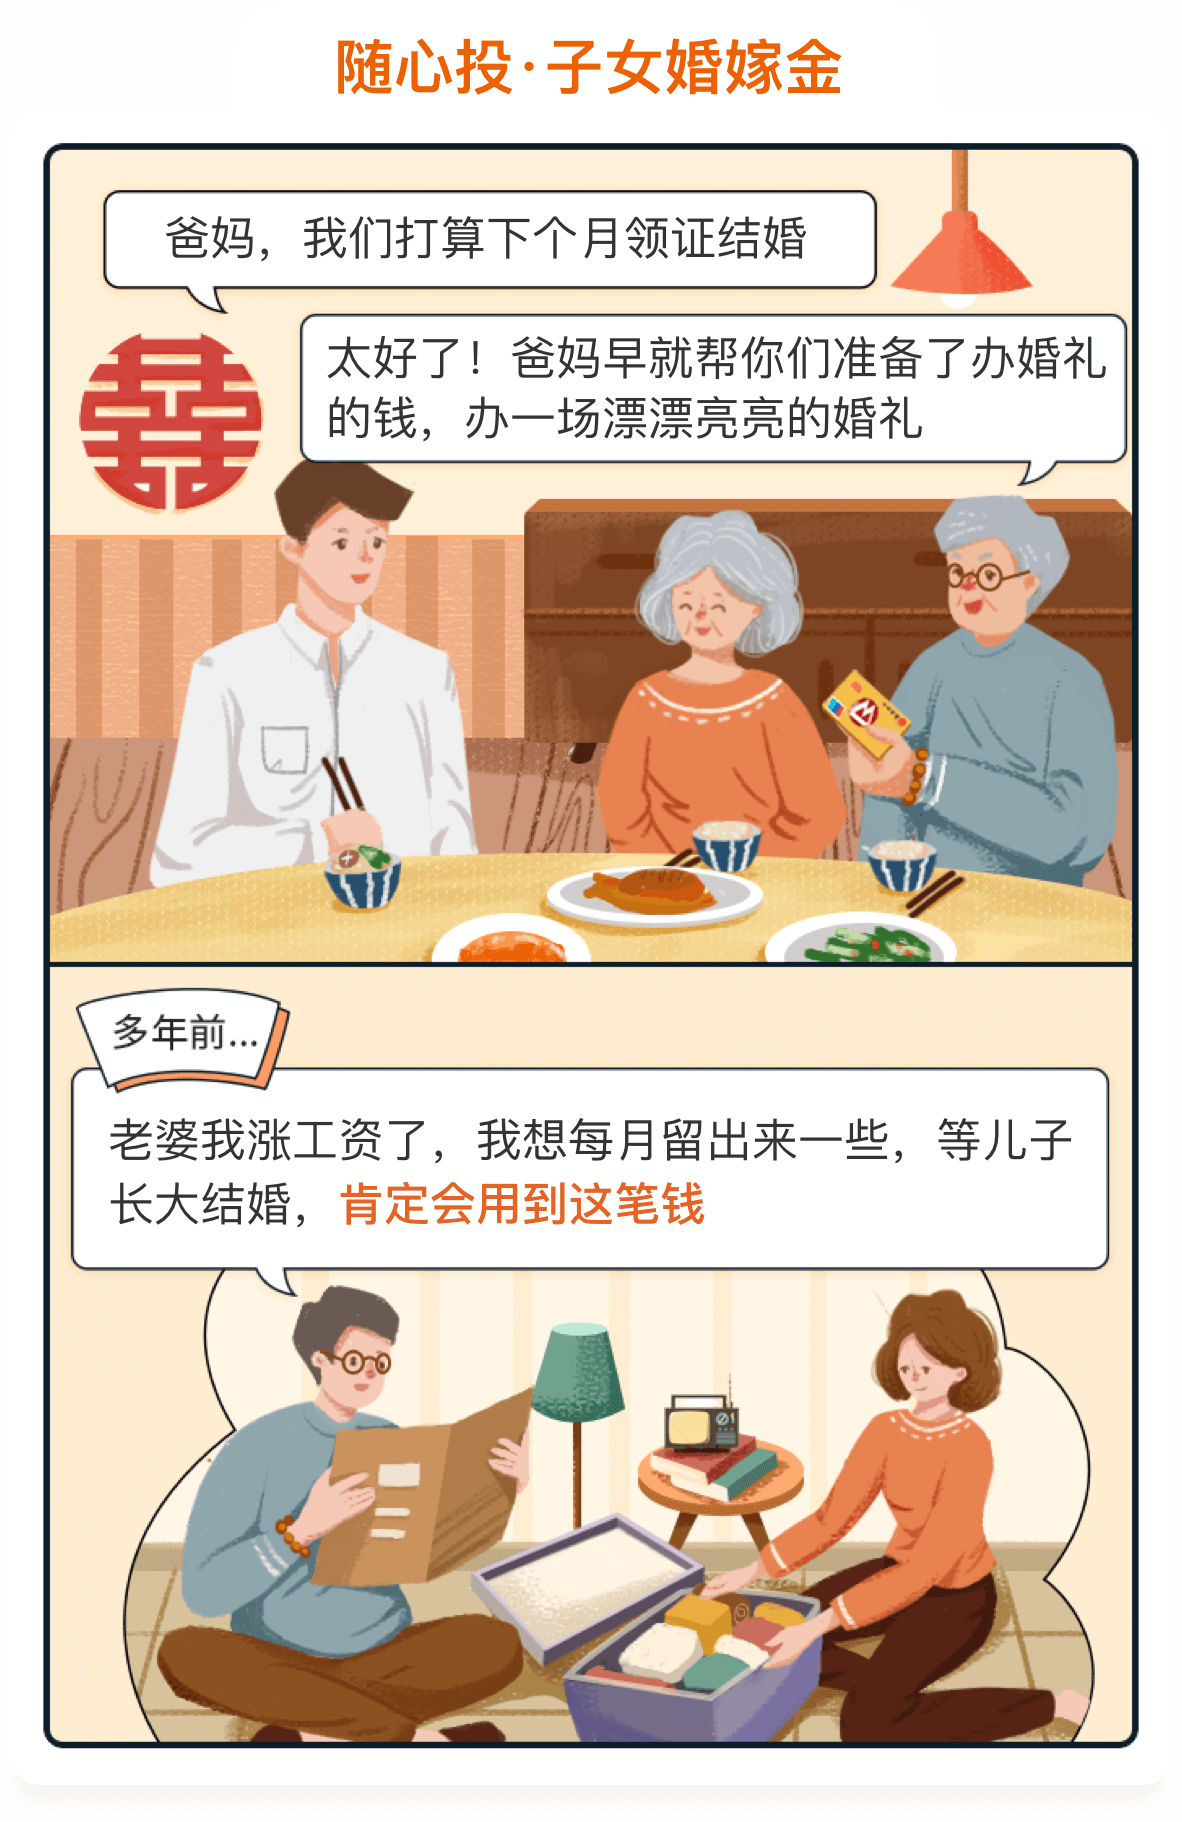 随心投·子女婚嫁金
爸妈，我们打算下个月领证结婚
太好了！爸妈早就帮你们准备了办婚礼
的钱，办一场漂漂亮亮的婚礼
囍
多年前...
老婆我涨工资了，我想每月留出来一些，等儿子
长大结婚，肯定会用到这笔钱